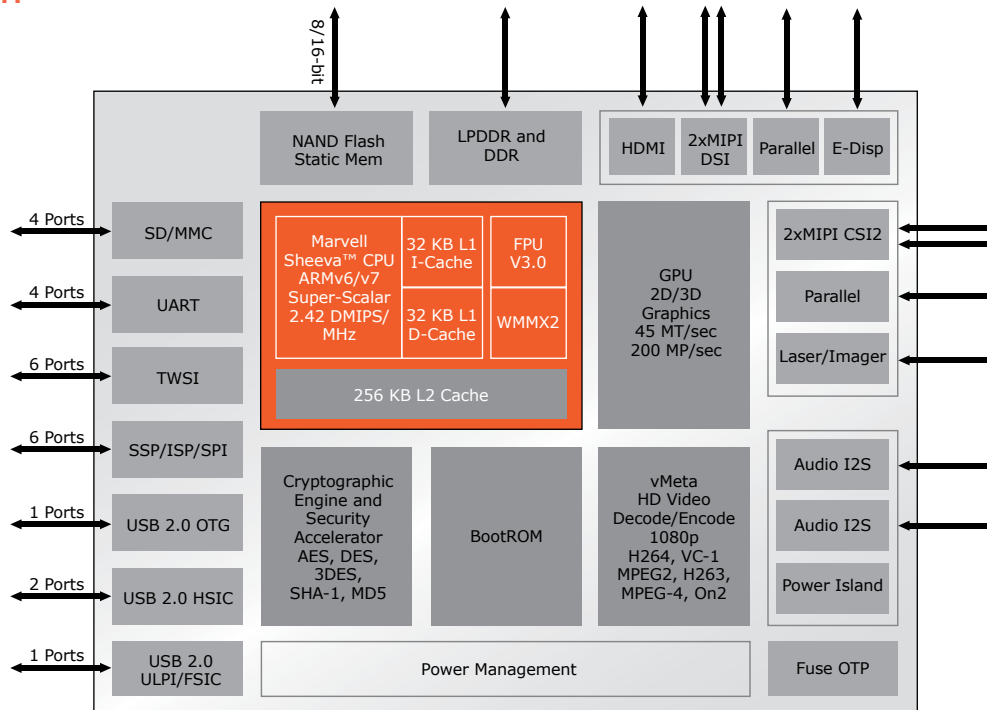 8/16-bit
NAND Flash
Static Mem
LPDDR and
DDR
HDMI
2xMIPI
DSI
Parallel
E-Disp
4 Ports
SD/MMC
4 Ports
UART
6 Ports
TWSI
6 Ports
SSP/ISP/SPI
1 Ports
USB 2.0 OTG
2 Ports
USB 2.0 HSIC
1 Ports
USB 2.0
ULPI/FSIC
Marvell
Sheeva™ CPU
ARMv6/v7
Super-Scalar
2.42 DMIPS/
MHz
32 KB L1
I-Cache
32 KB L1
D-Cache
FPU
V3.0
WMMX2
256 KB L2 Cache
GPU
2D/3D
Graphics
45 MT/sec
200 MP/sec
2xMIPI CSI2
Parallel
Laser/Imager
Cryptographic
Engine and
Security
Accelerator
AES, DES,
3DES,
SHA-1, MD5
BootROM
vMeta
HD Video
Decode/Encode
1080p
H264, VC-1
MPEG2, H263,
MPEG-4, On2
Audio I2S
Audio I2S
Power Island
Power Management
Fuse OTP